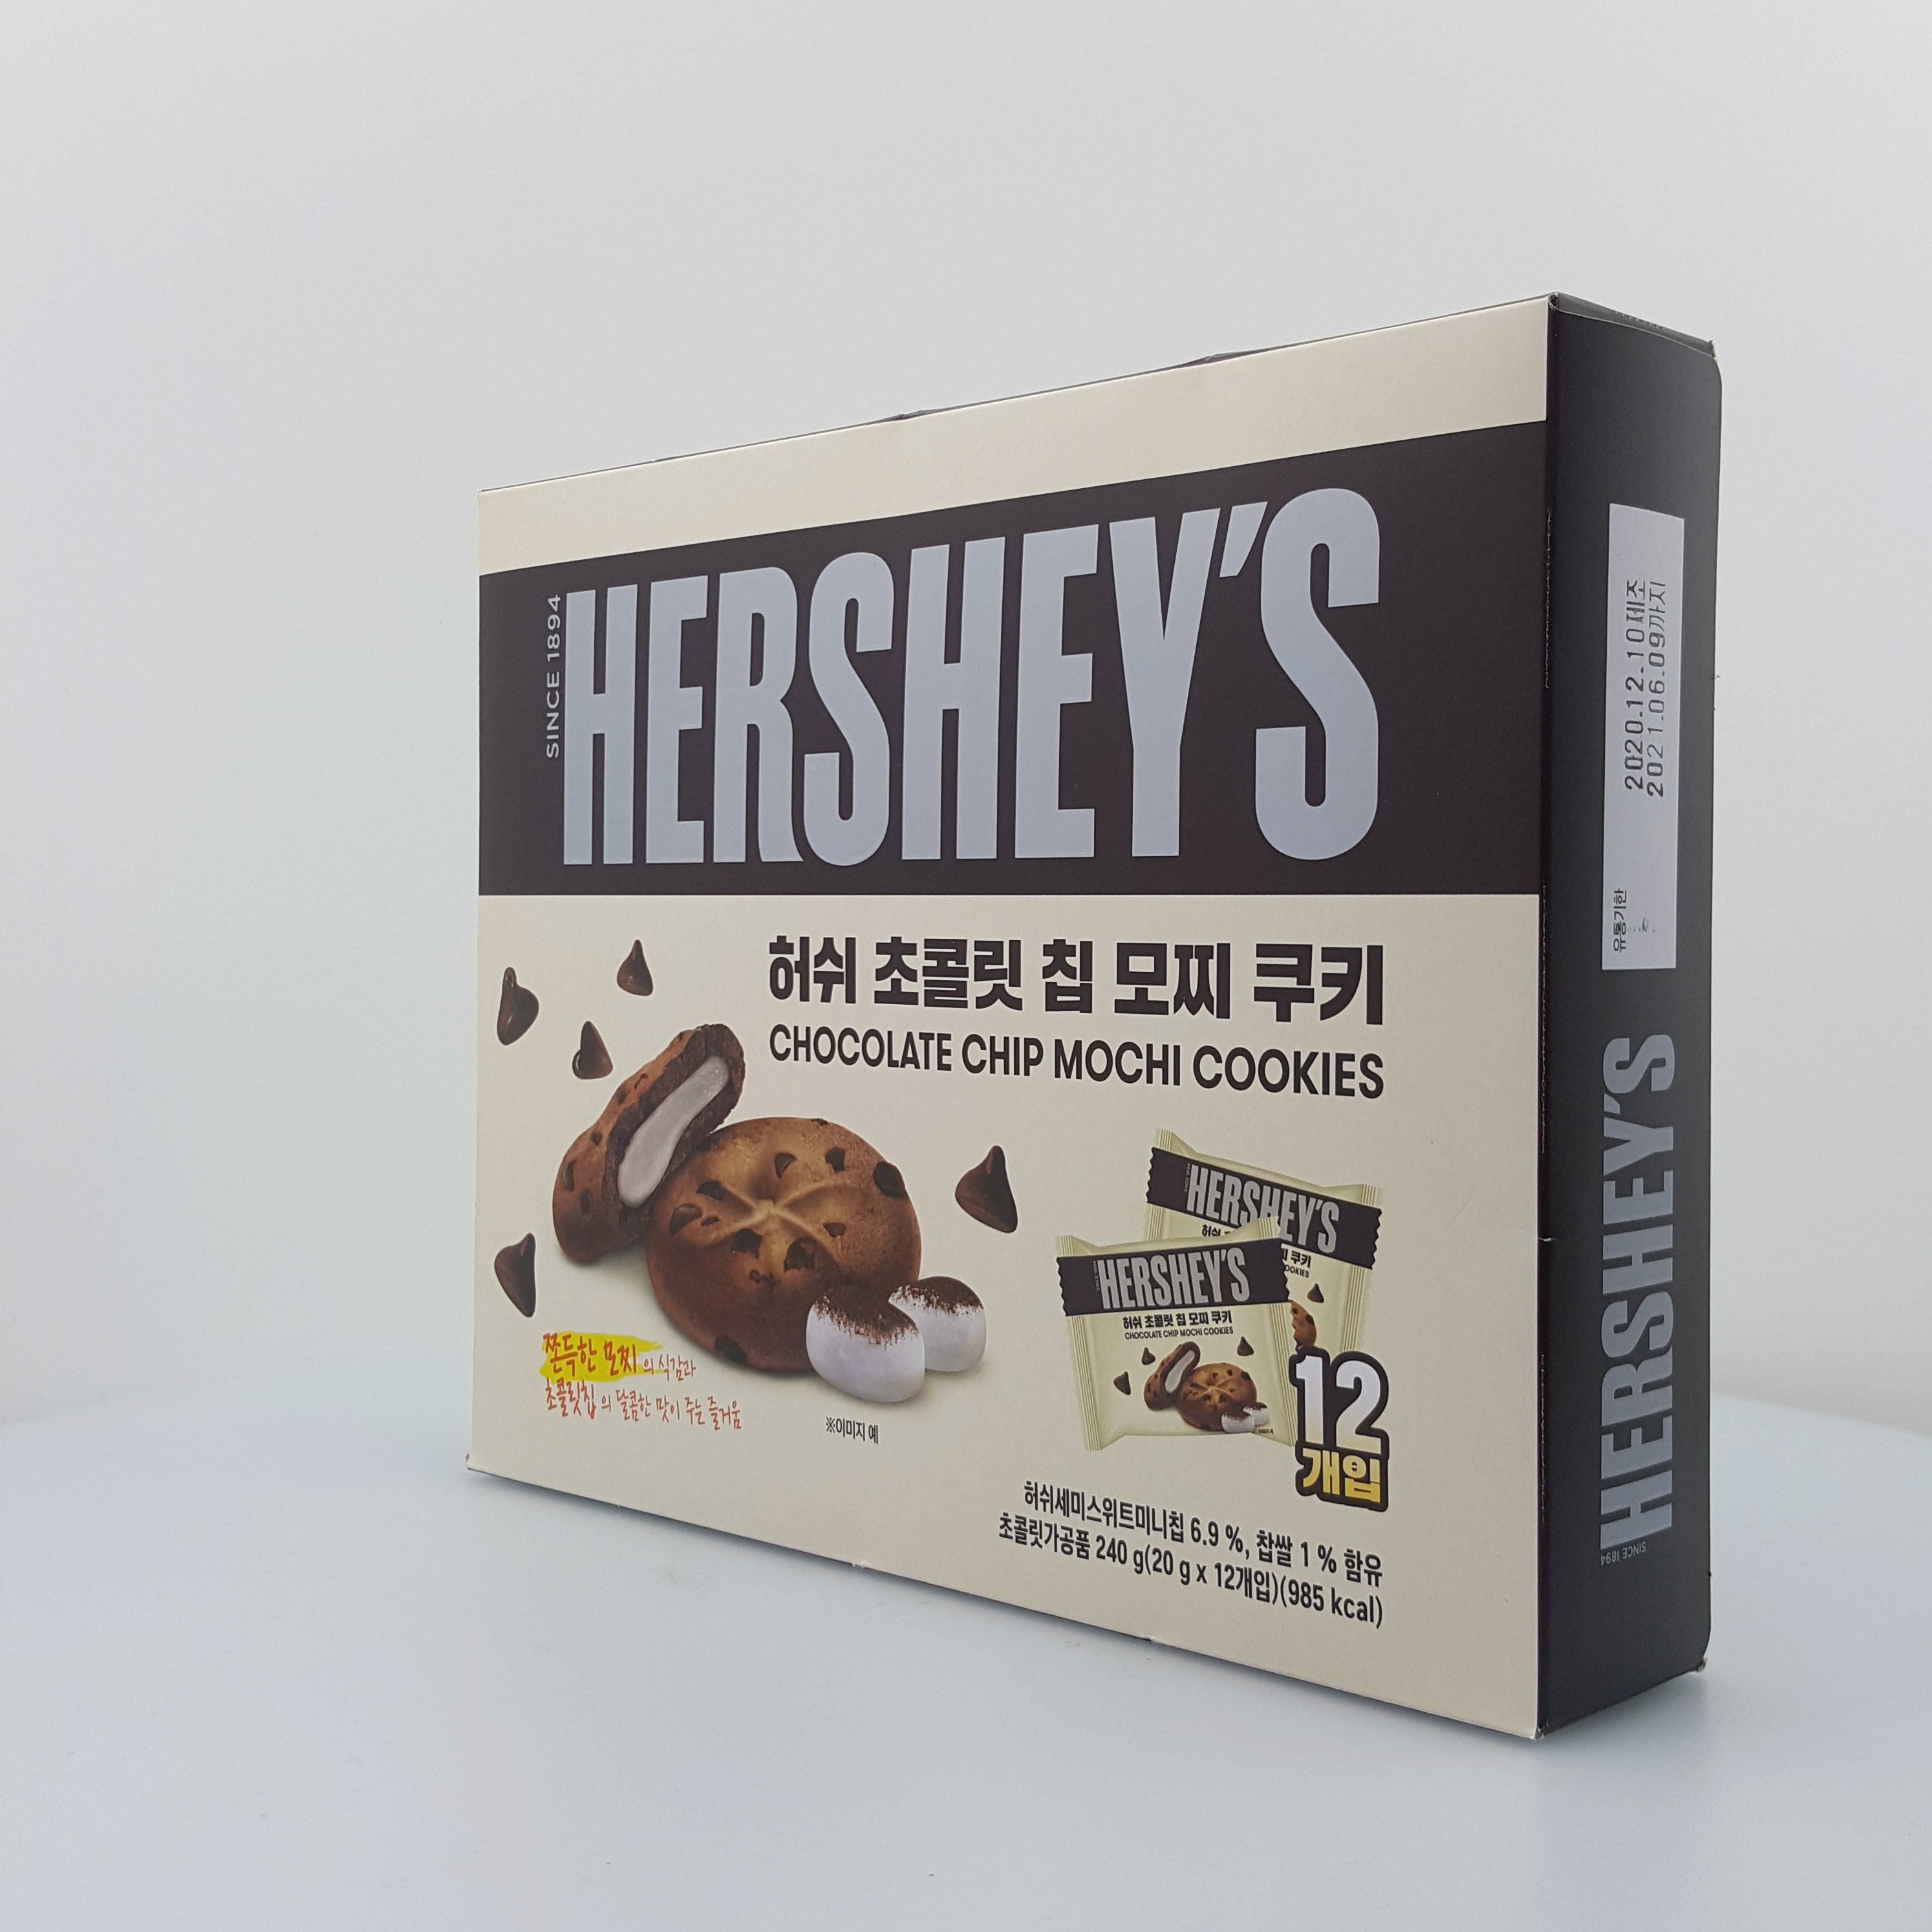 SINCE 1894
HERSHEY'S
허쉬 초콜릿 칩 모찌 쿠키
CHOCOLATE CHIP MOCHI COOKIES
쫀득한 모찌의 식감과
초콜릿칩의 달콤한 맛이 주는 즐거움
※이미지 예
HERSHEY'S
쿠키
HERSHEY'S
허쉬 초콜릿 칩 모찌 쿠키
CHOCOLATE CHIP MOCHI COOKIES
12
개입
허쉬세미스위트미니칩 6.9 %, 찹쌀 1 % 함유
초콜릿가공품 240 g(20 g x 12개입)(985 kcal)
유통기한
2020.12.10제조
2021.06.09까지
SINCE 1894
HERSHEY'S